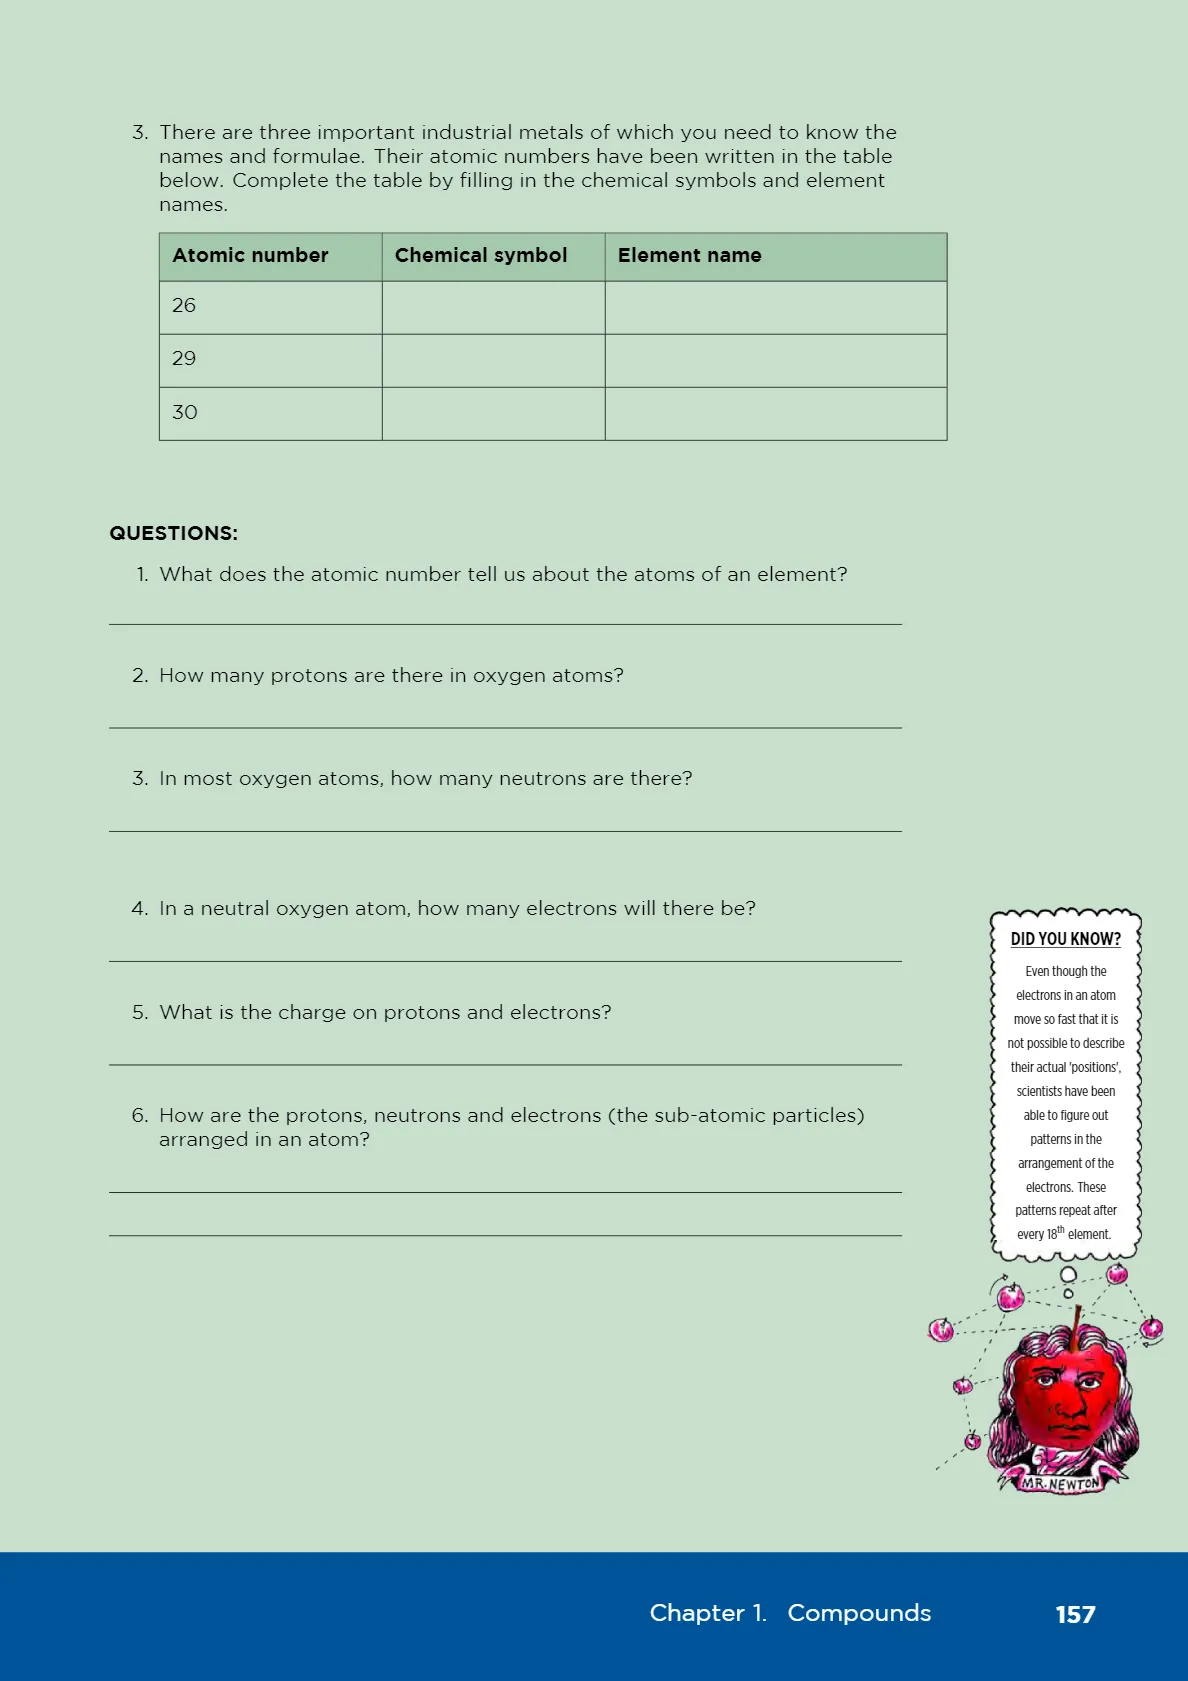 3. There are three important industrial metals of which you need to know the
names and formulae. Their atomic numbers have been written in the table
below. Complete the table by filling in the chemical symbols and element
names.
Atomic number Chemical symbol Element name
26
29
30
QUESTIONS:
1. What does the atomic number tell us about the atoms of an element?
2. How many protons are there in oxygen atoms?
3. In most oxygen atoms, how many neutrons are there?
4. In a neutral oxygen atom, how many electrons will there be?
5. What is the charge on protons and electrons?
6. How are the protons, neutrons and electrons (the sub-atomic particles)
arranged in an atom?
DID YOU KNOW?
Even though the
electrons in an atom
move so fast that it is
not possible to describe
their actual 'positions',
scientists have been
able to figure out
patterns in the
arrangement of the
electrons. These
patterns repeat after
every 18th element.
MR. NEWTON
Chapter 1. Compounds 157